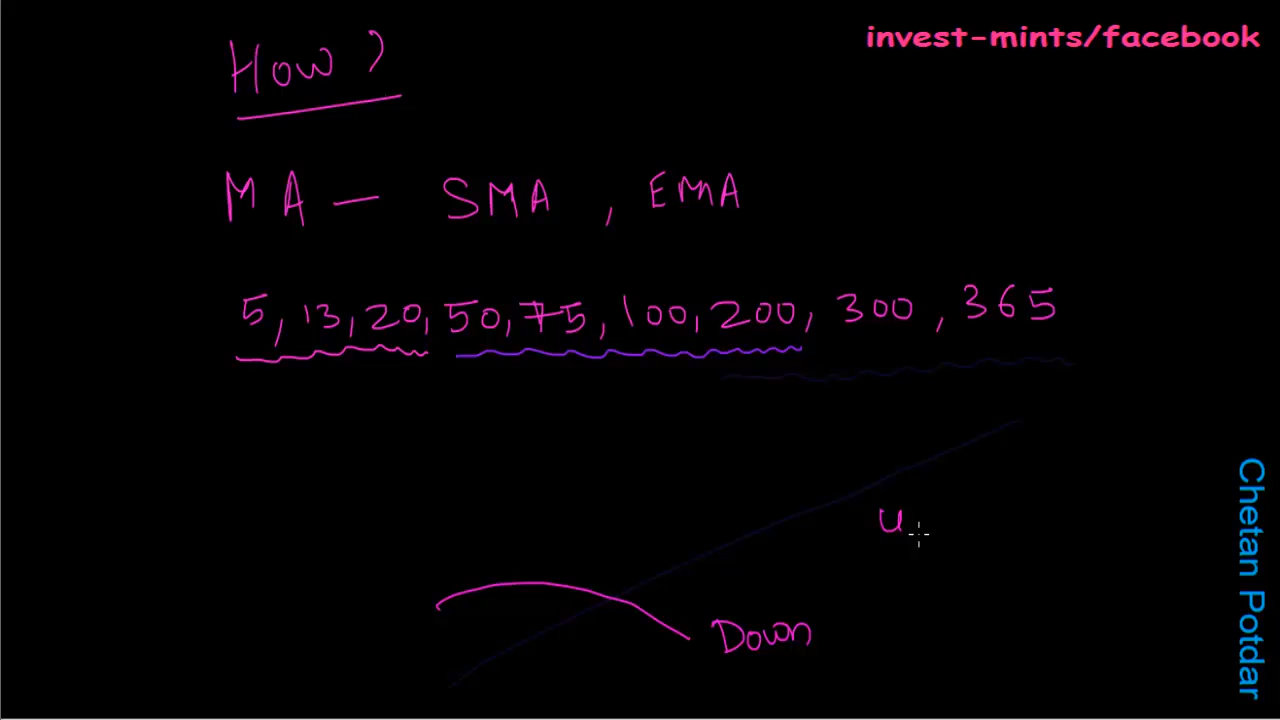 invest-mints/facebook
How ?
MA — SMA , EMA
5, 13, 20, 50, 75, 100, 200, 300, 365
u
Down
Chetan Potdar